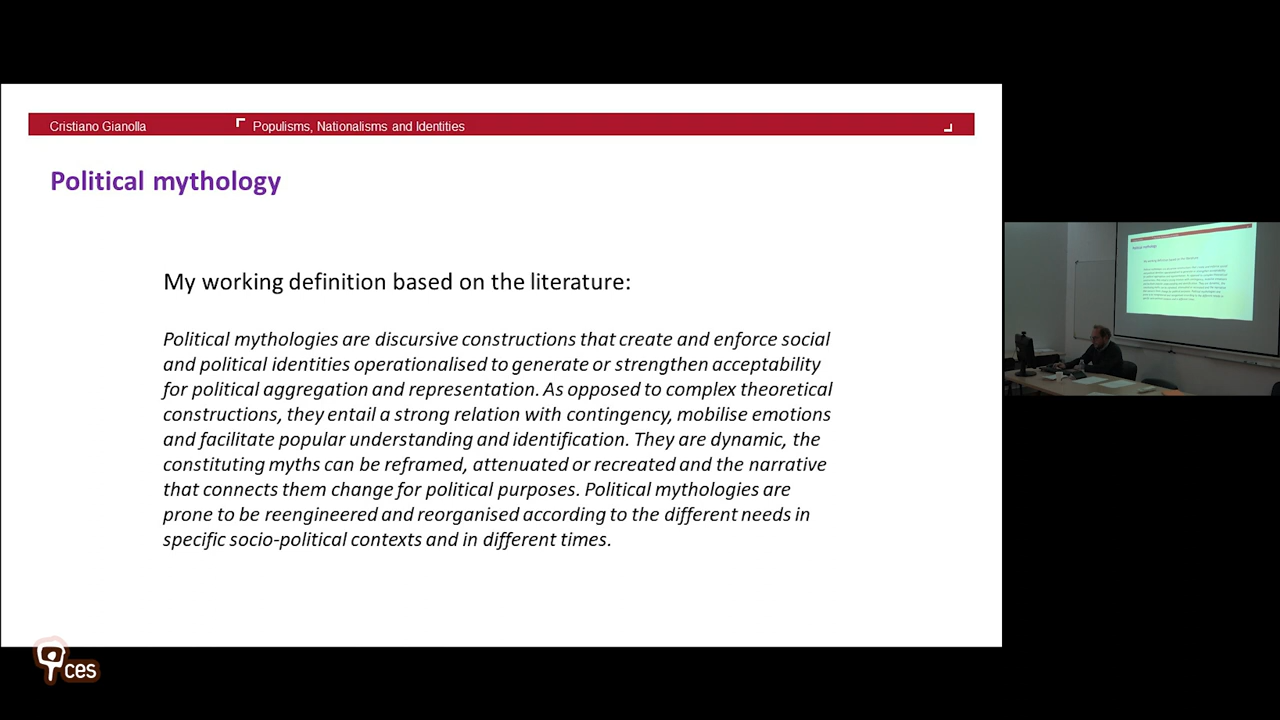 Cristiano Gianolla
Populisms, Nationalisms and Identities
Political mythology
My working definition based on the literature:
Political mythologies are discursive constructions that create and enforce social
and political identities operationalised to generate or strengthen acceptability
for political aggregation and representation. As opposed to complex theoretical
constructions, they entail a strong relation with contingency, mobilise emotions
and facilitate popular understanding and identification. They are dynamic, the
constituting myths can be reframed, attenuated or recreated and the narrative
that connects them change for political purposes. Political mythologies are
prone to be reengineered and reorganised according to the different needs in
specific socio-political contexts and in different times.
Political mythology
ces